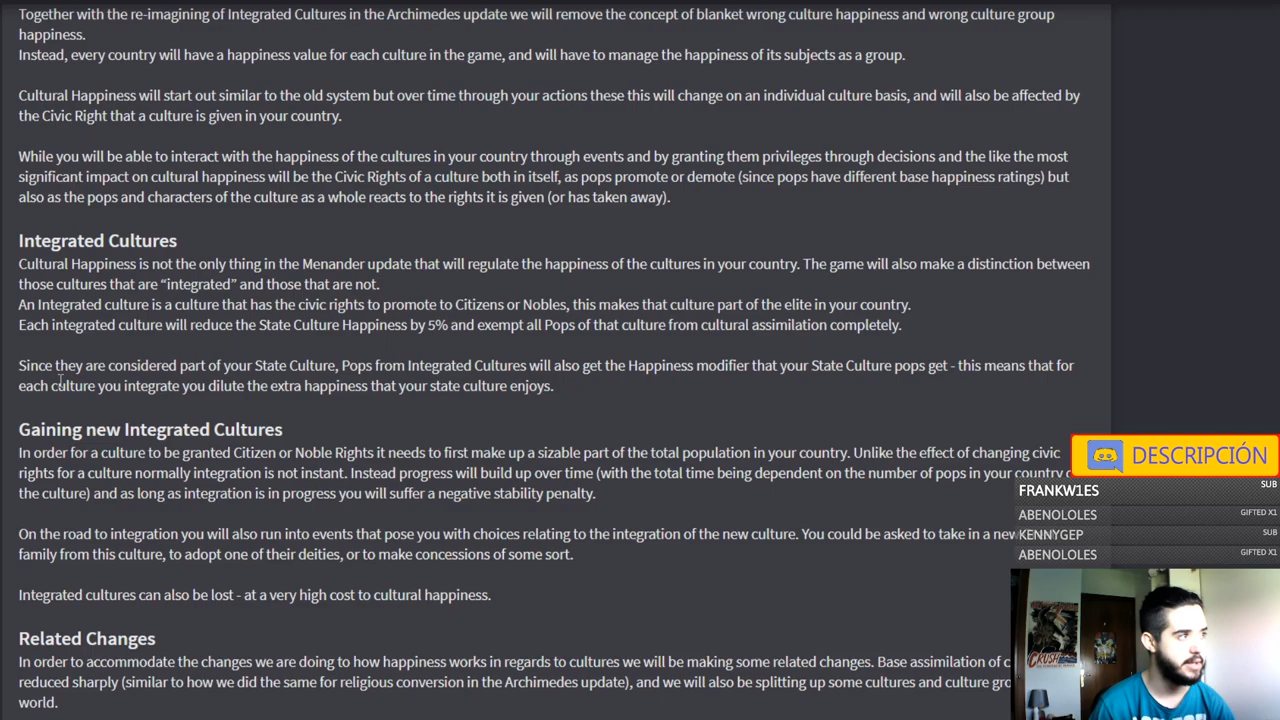 Together with the re-imagining of Integrated Cultures in the Archimedes update we will remove the concept of blanket wrong culture happiness and wrong culture group
happiness.
Instead, every country will have a happiness value for each culture in the game, and will have to manage the happiness of its subjects as a group.
Cultural Happiness will start out similar to the old system but over time through your actions these this will change on an individual culture basis, and will also be affected by
the Civic Right that a culture is given in your country.
While you will be able to interact with the happiness of the cultures in your country through events and by granting them privileges through decisions and the like the most
significant impact on cultural happiness will be the Civic Rights of a culture both in itself, as pops promote or demote (since pops have different base happiness ratings) but
also as the pops and characters of the culture as a whole reacts to the rights it is given (or has taken away).
Integrated Cultures
Cultural Happiness is not the only thing in the Menander update that will regulate the happiness of the cultures in your country. The game will also make a distinction between
those cultures that are “integrated” and those that are not.
An Integrated culture is a culture that has the civic rights to promote to Citizens or Nobles, this makes that culture part of the elite in your country.
Each integrated culture will reduce the State Culture Happiness by 5% and exempt all Pops of that culture from cultural assimilation completely.
Since they are considered part of your State Culture, Pops from Integrated Cultures will also get the Happiness modifier that your State Culture pops get - this means that for
each culture you integrate you dilute the extra happiness that your state culture enjoys.
Gaining new Integrated Cultures
In order for a culture to be granted Citizen or Noble Rights it needs to first make up a sizable part of the total population in your country. Unlike the effect of changing civic
rights for a culture normally integration is not instant. Instead progress will build up over time (with the total time being dependent on the number of pops in your country
the culture) and as long as integration is in progress you will suffer a negative stability penalty.
On the road to integration you will also run into events that pose you with choices relating to the integration of the new culture. You could be asked to take in a new
family from this culture, to adopt one of their deities, or to make concessions of some sort.
Integrated cultures can also be lost - at a very high cost to cultural happiness.
Related Changes
In order to accommodate the changes we are doing to how happiness works in regards to cultures we will be making some related changes. Base assimilation of
reduced sharply (similar to how we did the same for religious conversion in the Archimedes update), and we will also be splitting up some cultures and culture
world.
DESCRIPCIÓN
FRANKW1ES SUB
ABENOLOLES GIFTED X1
KENNYGEP SUB
ABENOLOLES GIFTED X1
CRUSH